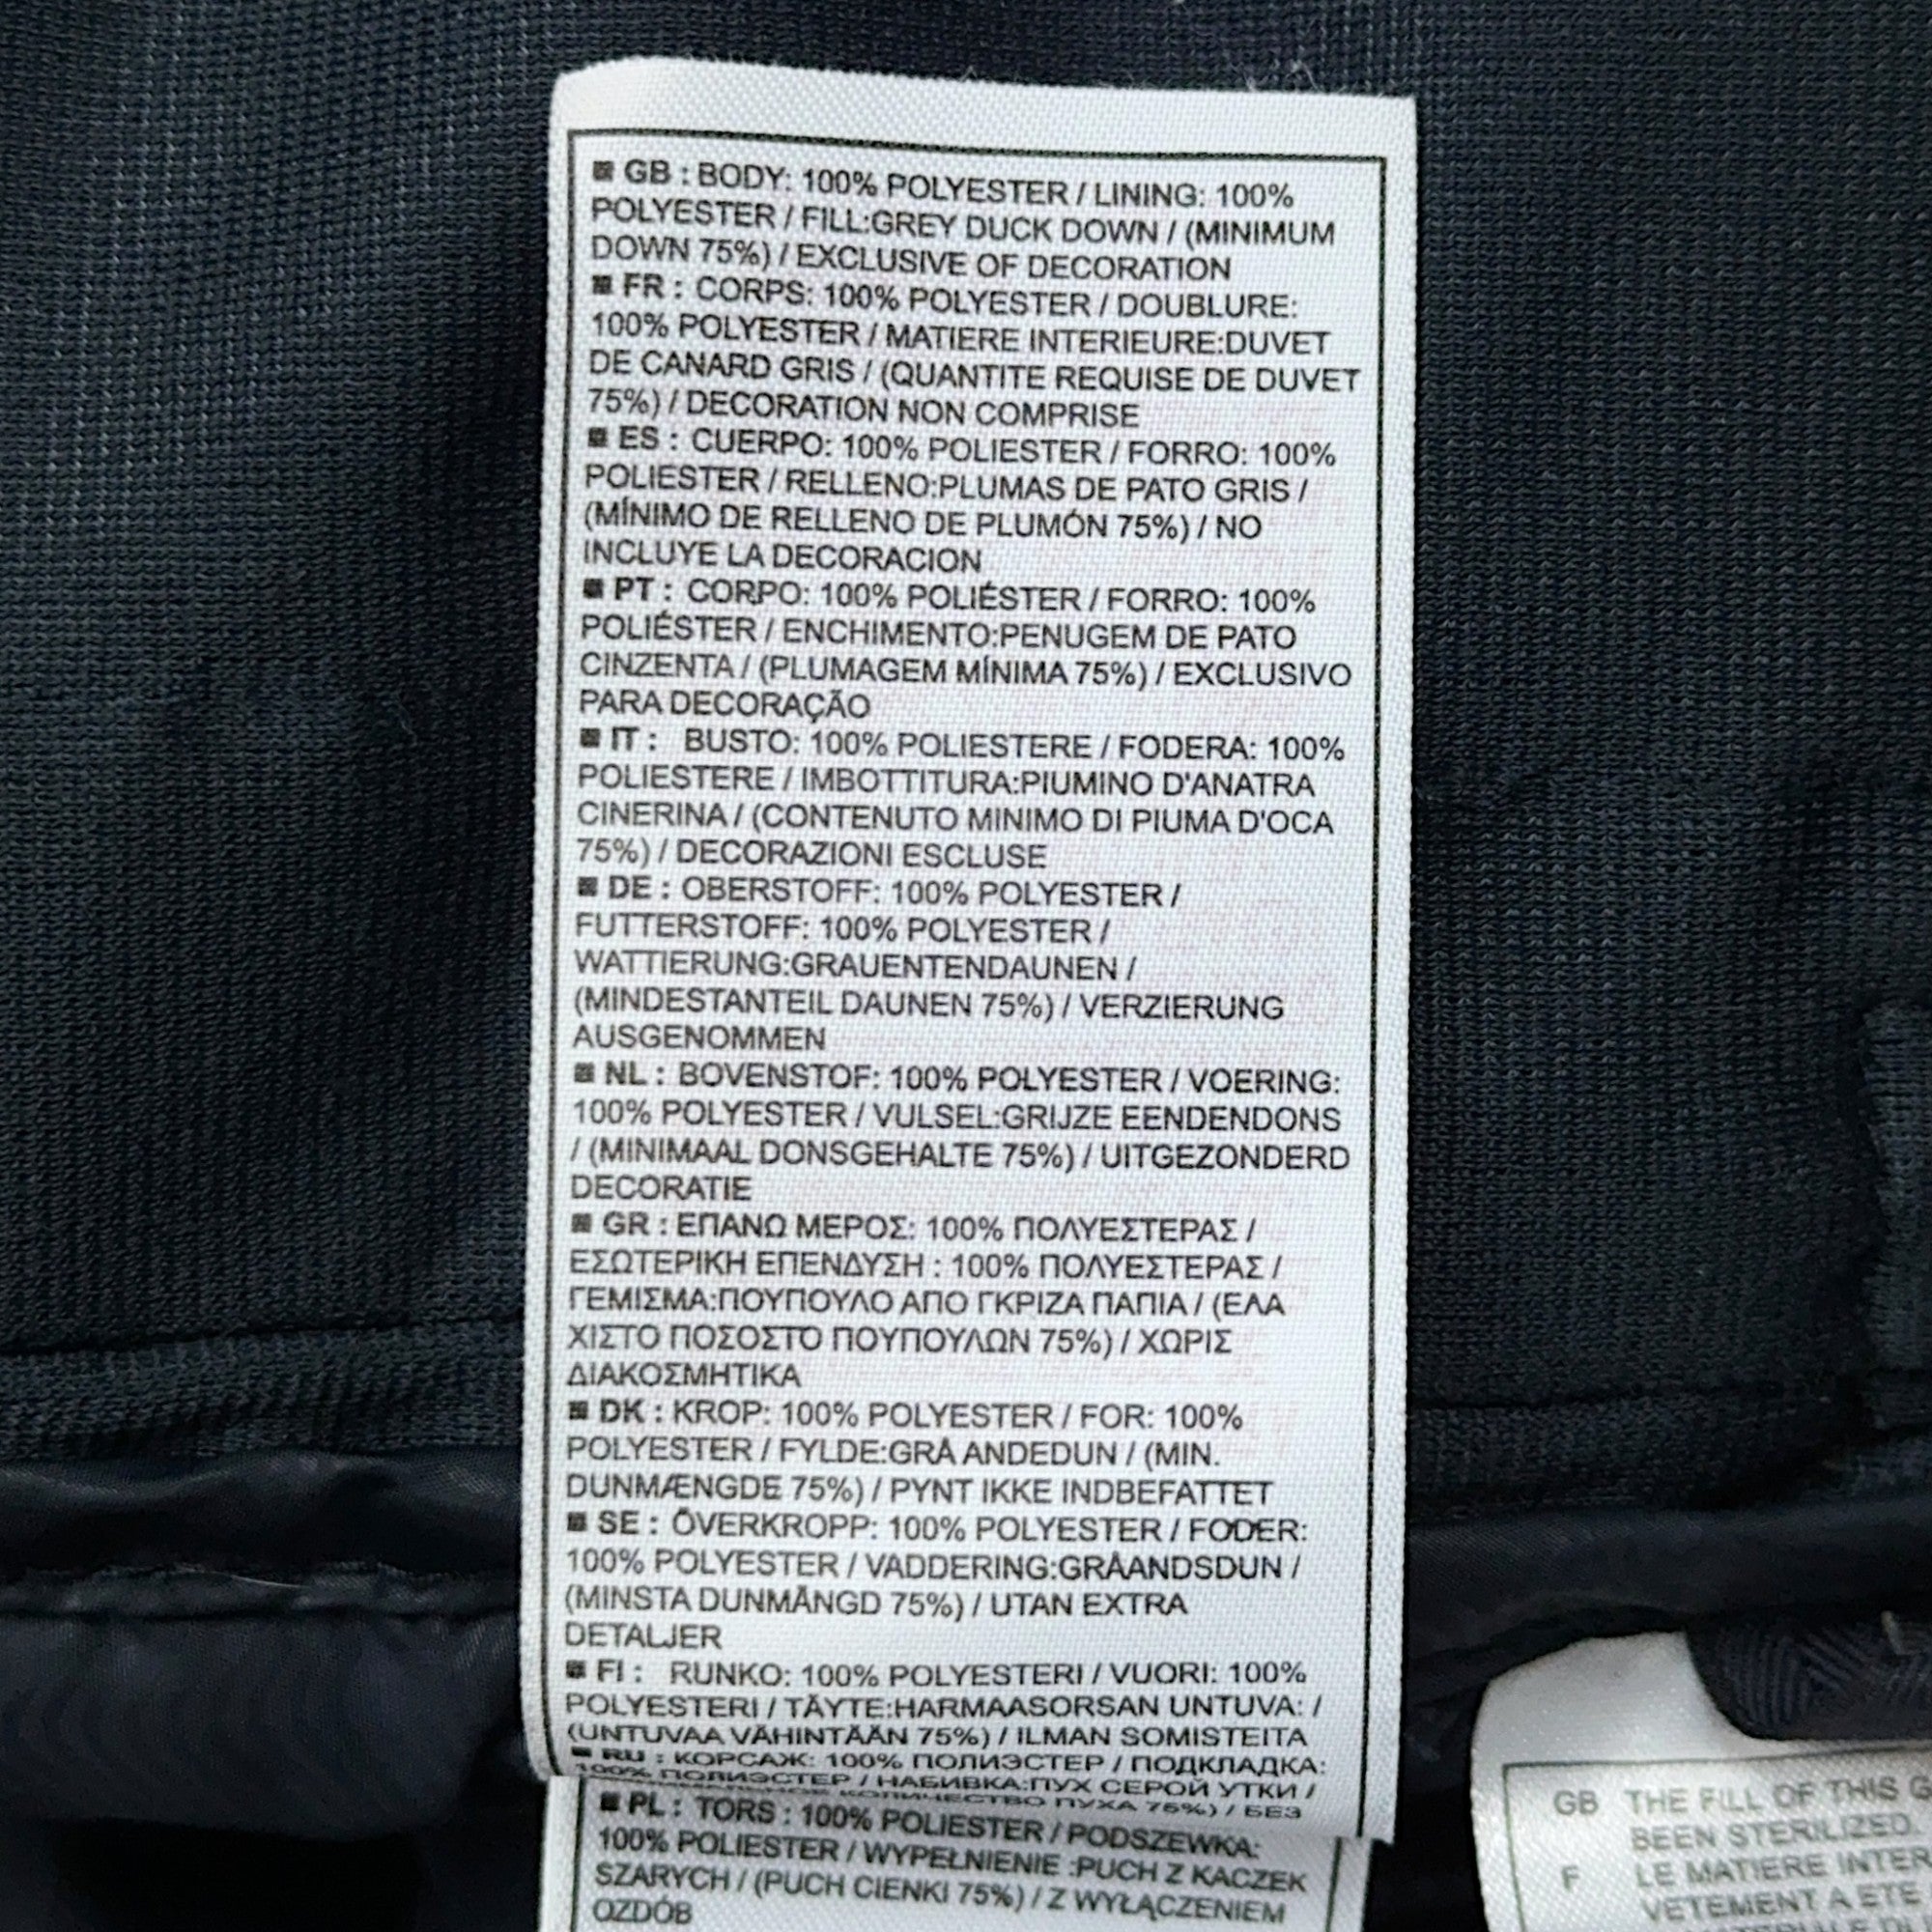 GB : BODY: 100% POLYESTER / LINING: 100%
POLYESTER / FILL:GREY DUCK DOWN / (MINIMUM
DOWN 75%) / EXCLUSIVE OF DECORATION
FR : CORPS: 100% POLYESTER / DOUBLURE:
100% POLYESTER / MATIERE INTERIEURE:DUVET
DE CANARD GRIS / (QUANTITE REQUISE DE DUVET
75%) / DECORATION NON COMPRISE
ES : CUERPO: 100% POLIESTER / FORRO: 100%
POLIESTER / RELLENO:PLUMAS DE PATO GRIS /
(MÍNIMO DE RELLENO DE PLUMÓN 75%) / NO
INCLUYE LA DECORACION
PT : CORPO: 100% POLIÉSTER / FORRO: 100%
POLIÉSTER / ENCHIMENTO:PENUGEM DE PATO
CINZENTA / (PLUMAGEM MÍNIMA 75%) / EXCLUSIVO
PARA DECORAÇÃO
IT : BUSTO: 100% POLIESTERE / FODERA: 100%
POLIESTERE / IMBOTTITURA:PIUMINO D'ANATRA
CINERINA / (CONTENUTO MINIMO DI PIUMA D'OCA
75%) / DECORAZIONI ESCLUSE
DE : OBERSTOFF: 100% POLYESTER /
FUTTERSTOFF: 100% POLYESTER /
WATTIERUNG:GRAUENTENDAUNEN /
(MINDESTANTEIL DAUNEN 75%) / VERZIERUNG
AUSGENOMMEN
NL : BOVENSTOF: 100% POLYESTER / VOERING:
100% POLYESTER / VULSEL:GRIJZE EENDENDONS
/ (MINIMAAL DONSGEHALTE 75%) / UITGEZONDERD
DECORATIE
GR : ΕΠΑΝΩ ΜΕΡΟΣ: 100% ΠΟΛΥΕΣΤΕΡΑΣ /
ΕΣΩΤΕΡΙΚΗ ΕΠΕΝΔΥΣΗ : 100% ΠΟΛΥΕΣΤΕΡΑΣ /
ΓΕΜΙΣΜΑ:ΠΟΥΠΟΥΛΟ ΑΠΟ ΓΚΡΙΖΑ ΠΑΠΙΑ / (ΕΛΑ
ΧΙΣΤΟ ΠΟΣΟΣΤΟ ΠΟΥΠΟΥΛΩΝ 75%) / ΧΩΡΙΣ
ΔΙΑΚΟΣΜΗΤΙΚΑ
DK : KROP: 100% POLYESTER / FOR: 100%
POLYESTER / FYLDE:GRÅ ANDEDUN / (MIN.
DUNMÆNGDE 75%) / PYNT IKKE INDBEFATTET
SE : ÖVERKROPP: 100% POLYESTER / FODER:
100% POLYESTER / VADDERING:GRÅANDSDUN /
(MINSTA DUNMÄNGD 75%) / UTAN EXTRA
DETALJER
FI : RUNKO: 100% POLYESTERI / VUORI: 100%
POLYESTERI / TÄYTE:HARMAASORSAN UNTUVA: /
(UNTUVAA VÄHINTÄÄN 75%) / ILMAN SOMISTEITA
RU : КОРСАЖ: 100% ПОЛИЭСТЕР / ПОДКЛАДКА:
100% ПОЛИЭСТЕР / НАБИВКА:ПУХ СЕРОЙ УТКИ /
КОЛИЧЕСТВО ПУХА 75%) / БЕЗ
PL : TORS : 100% POLIESTER / PODSZEWKA:
100% POLIESTER / WYPEŁNIENIE :PUCH Z KACZEK
SZARYCH / (PUCH CIENKI 75%) / Z WYŁĄCZENIEM
OZDÓB
GB THE FILL OF THIS G
BEEN STERILIZED.
F LE MATIERE INTER
VETEMENT A ETE